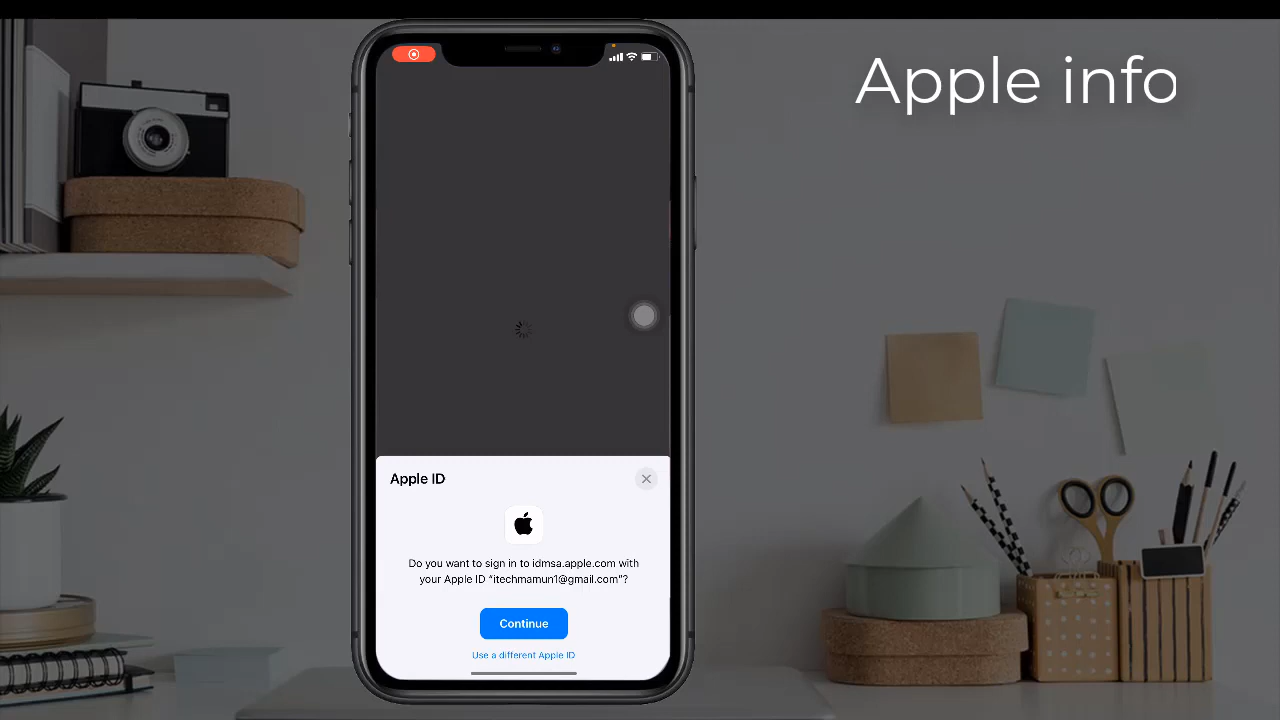 Apple info
Apple ID
Do you want to sign in to idmsa.apple.com with
your Apple ID “itechmamun1@gmail.com”?
Continue
Use a different Apple ID